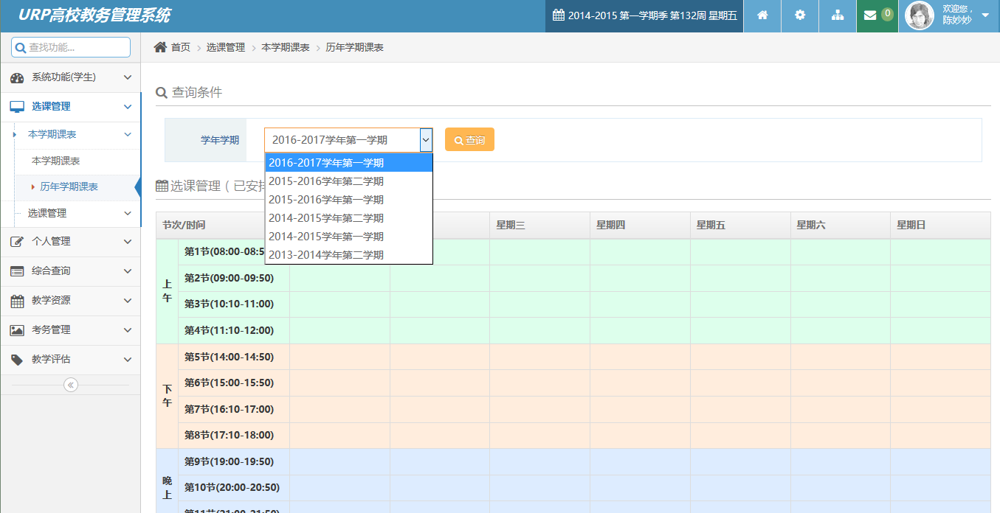 URP高校教务管理系统
2014-2015 第一学期季 第132周 星期五
0
欢迎您，
陈妙妙
查找功能...
首页 选课管理 本学期课表 历年学期课表
系统功能(学生)
选课管理
本学期课表
本学期课表
历年学期课表
选课管理
个人管理
综合查询
教学资源
考务管理
教学评估
查询条件
学年学期
2016-2017学年第一学期
查询
2016-2017学年第一学期
2015-2016学年第二学期
2015-2016学年第一学期
2014-2015学年第二学期
2014-2015学年第一学期
2013-2014学年第二学期
选课管理（已安排
节次/时间 星期三 星期四 星期五 星期六 星期日
上午
第1节(08:00-08:5
第2节(09:00-09:50)
第3节(10:10-11:00)
第4节(11:10-12:00)
下午
第5节(14:00-14:50)
第6节(15:00-15:50)
第7节(16:10-17:00)
第8节(17:10-18:00)
晚上
第9节(19:00-19:50)
第10节(20:00-20:50)
第11节(21:00-21:50)